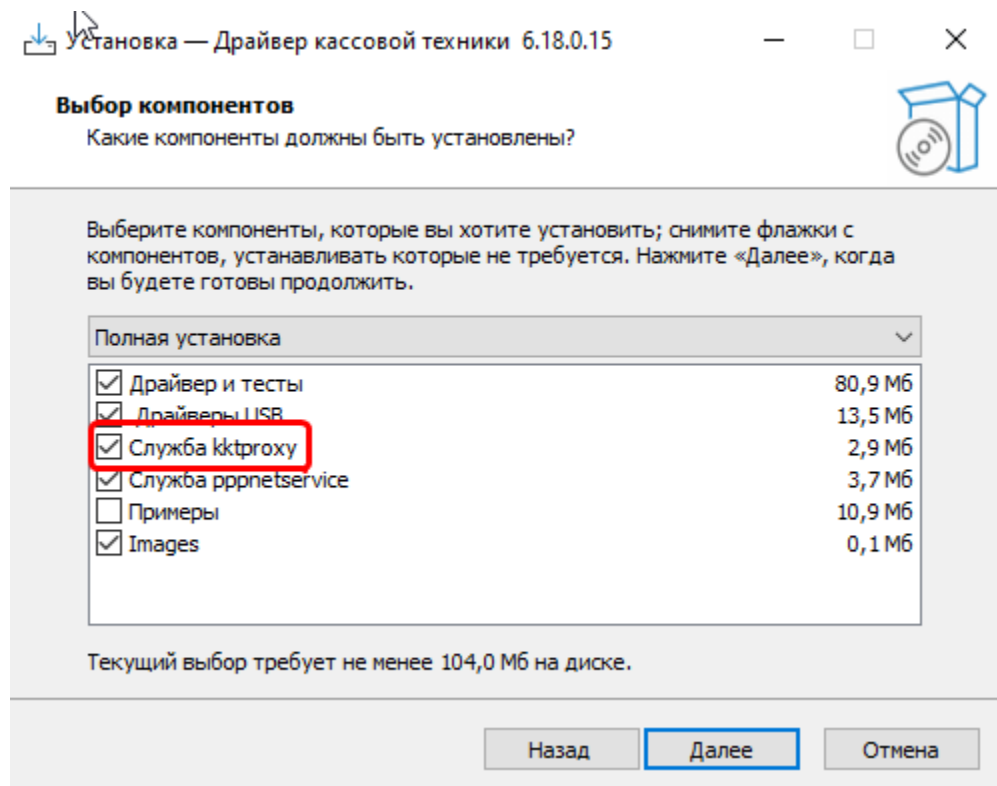 Установка — Драйвер кассовой техники 6.18.0.15
Выбор компонентов
Какие компоненты должны быть установлены?
Выберите компоненты, которые вы хотите установить; снимите флажки с
компонентов, устанавливать которые не требуется. Нажмите «Далее», когда
вы будете готовы продолжить.
Полная установка
Драйвер и тесты 80,9 Мб
Драйверы USB 13,5 Мб
Служба kktproxy 2,9 Мб
Служба pppnetservice 3,7 Мб
Примеры 10,9 Мб
Images 0,1 Мб
Текущий выбор требует не менее 104,0 Мб на диске.
Назад Далее Отмена